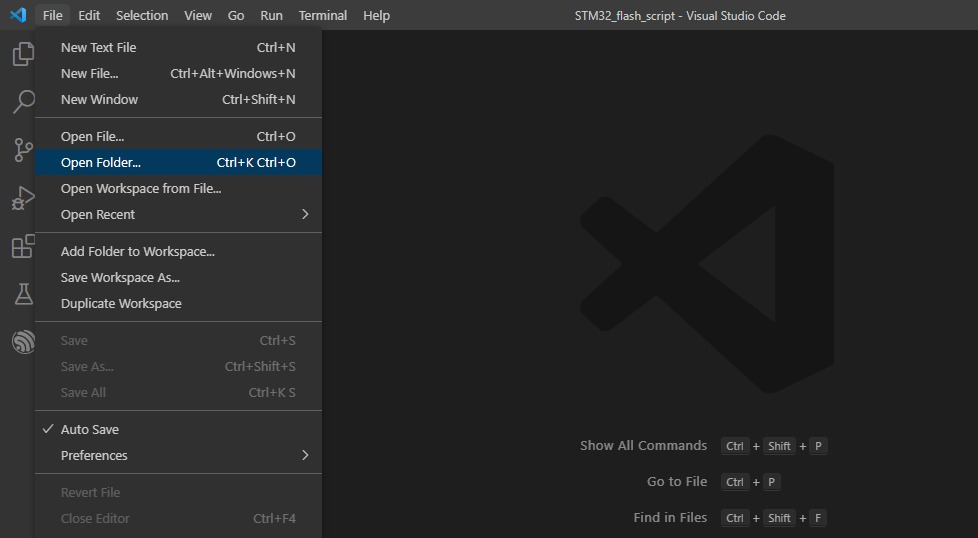 File Edit Selection View Go Run Terminal Help STM32_flash_script - Visual Studio Code
New Text File Ctrl+N
New File... Ctrl+Alt+Windows+N
New Window Ctrl+Shift+N
Open File... Ctrl+O
Open Folder... Ctrl+K Ctrl+O
Open Workspace from File...
Open Recent
Add Folder to Workspace...
Save Workspace As...
Duplicate Workspace
Save Ctrl+S
Save As... Ctrl+Shift+S
Save All Ctrl+K S
Auto Save
Preferences
Revert File
Close Editor Ctrl+F4
Show All Commands Ctrl + Shift + P
Go to File Ctrl + P
Find in Files Ctrl + Shift + F